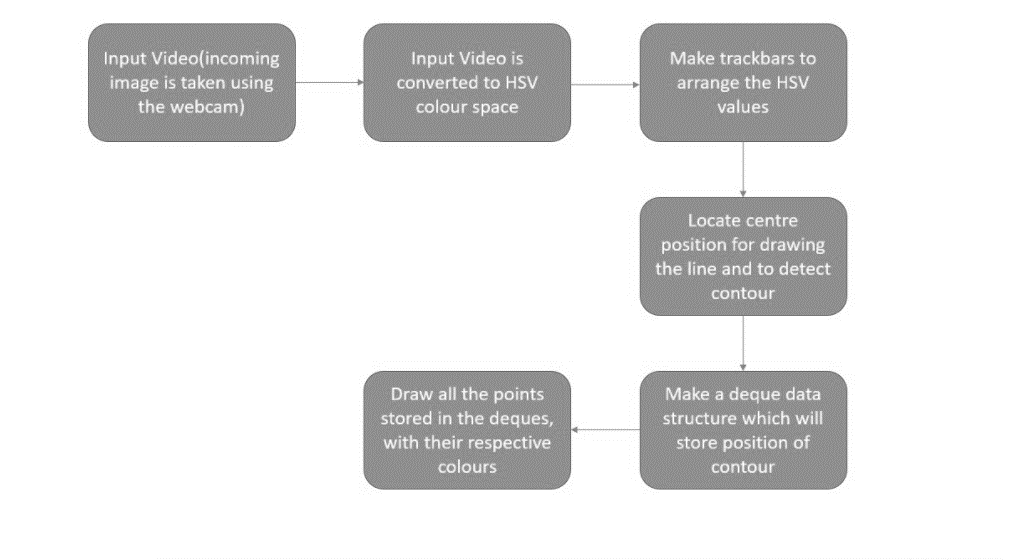 Input Video(incoming
image is taken using
the webcam)
Input Video is
converted to HSV
colour space
Make trackbars to
arrange the HSV
values
Locate centre
position for drawing
the line and to detect
contour
Make a deque data
structure which will
store position of
contour
Draw all the points
stored in the deques,
with their respective
colours